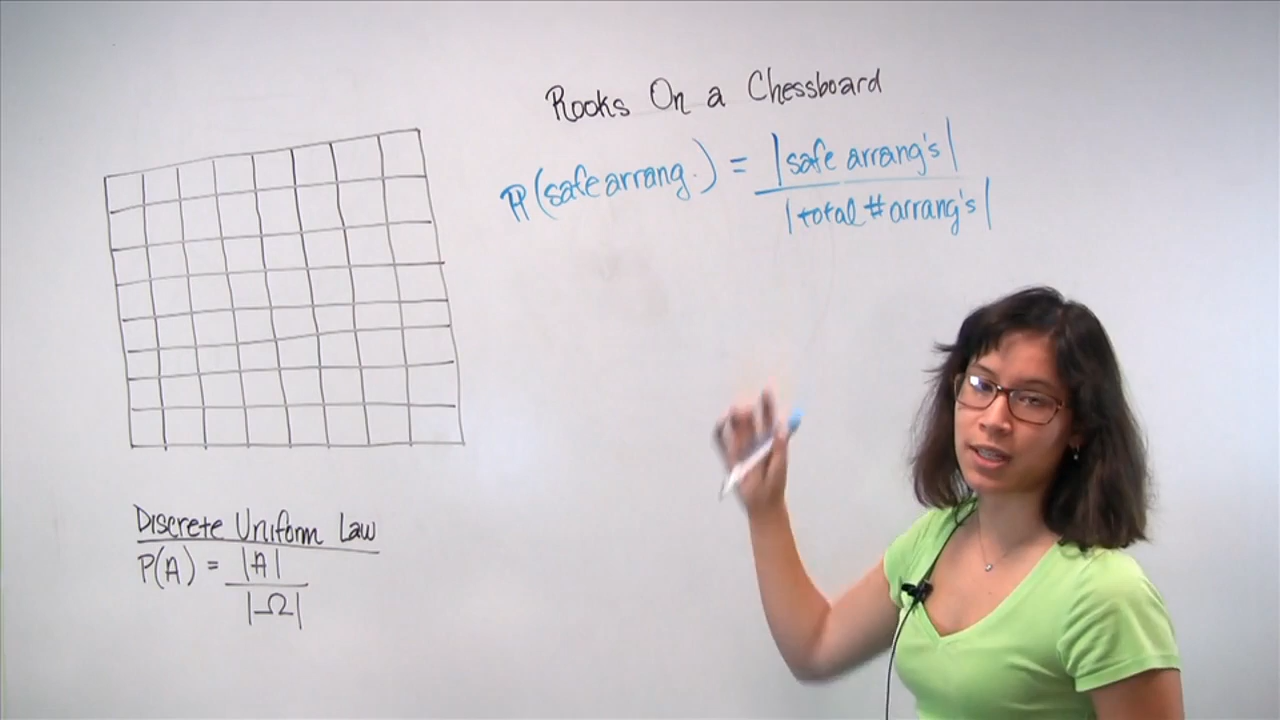 Rooks On a Chessboard
P(safe arrang.) = |safe arrang's|
|total # arrang's|
Discrete Uniform Law
P(A) = |A|
|Ω|